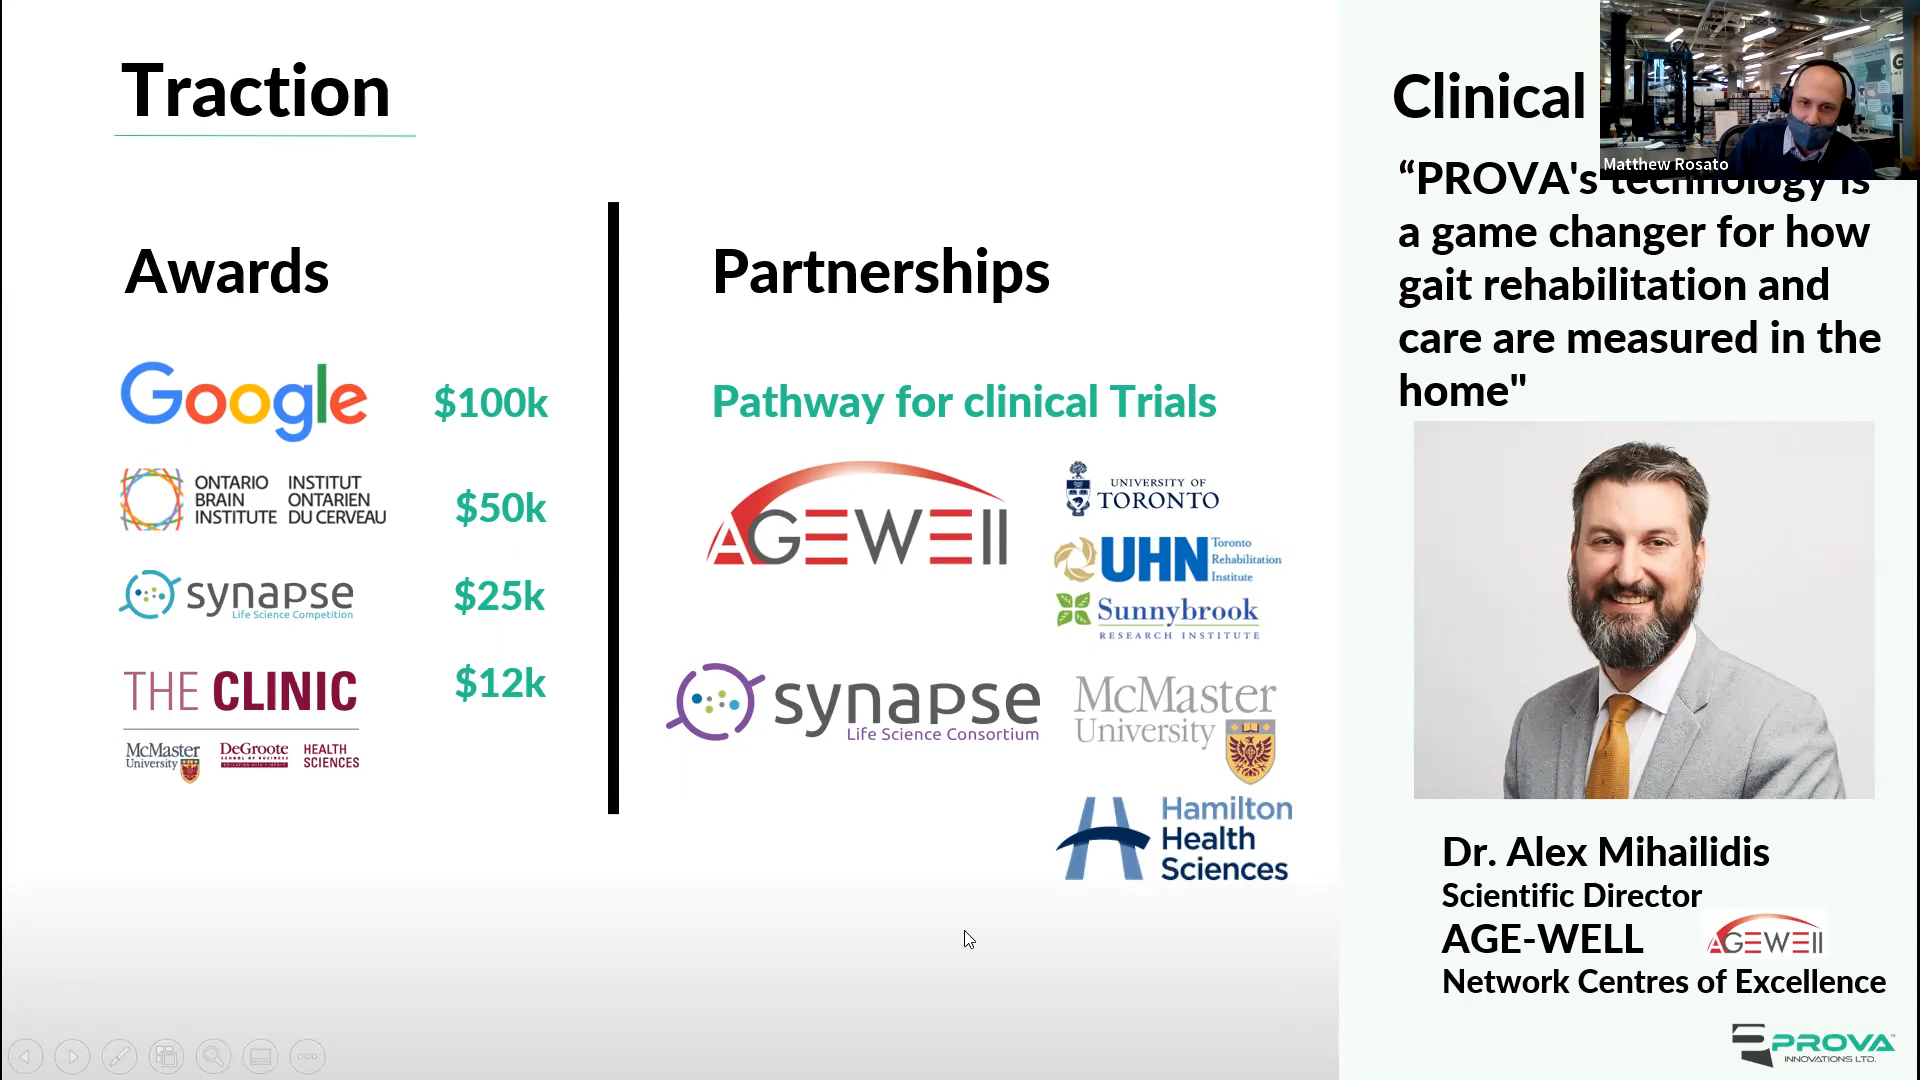 Traction
Awards
Google
$100k
ONTARIO
BRAIN
INSTITUTE
INSTITUT
ONTARIEN
DU CERVEAU
$50k
synapse
Life Science Competition
$25k
THE CLINIC
$12k
McMaster
University
DeGroote
SCHOOL OF BUSINESS
HEALTH
SCIENCES
Partnerships
Pathway for clinical Trials
AGEWEll
UNIVERSITY OF
TORONTO
UHN
Toronto
Rehabilitation
Institute
Sunnybrook
RESEARCH INSTITUTE
synapse
Life Science Consortium
McMaster
University
Hamilton
Health
Sciences
Clinical
Matthew Rosato
“PROVA's technology is
a game changer for how
gait rehabilitation and
care are measured in the
home"
Dr. Alex Mihailidis
Scientific Director
AGE-WELL
AGEWEll
Network Centres of Excellence
PROVA™
INNOVATIONS LTD.